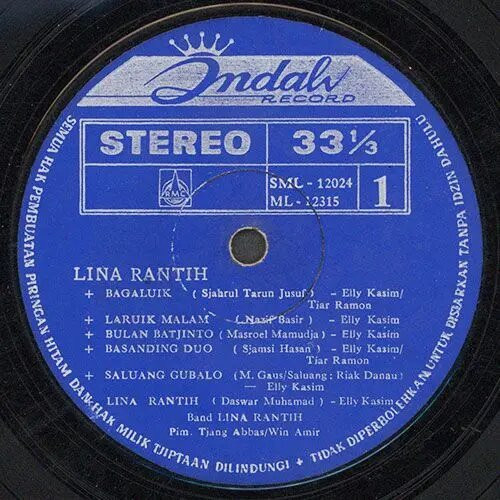 Indah
RECORD
STEREO 33 1/3
RMC
SML - 12024
ML - 12315
1
LINA RANTIH
+ BAGALUIK ( Sjahrul Tarun Jusuf ) - Elly Kasim/
Tiar Ramon
+ LARUIK MALAM ( Nazif Basir ) - Elly Kasim
+ BULAN BATJINTO ( Masroel Mamudja ) - Elly Kasim
+ BASANDING DUO ( Sjamsi Hasan ) - Elly Kasim/
Tiar Ramon
+ SALUANG GUBALO ( M. Gaus/Saluang : Riak Danau )
- Elly Kasim
LINA RANTIH ( Daswar Muhamad ) - Elly Kasim
Band LINA RANTIH
Pim. Tjang Abbas/Win Amir
SEMUA HAK PEMBUATAN PIRINGAN HITAM DAN HAK MILIK TJIPTAAN DILINDUNGI + TIDAK DIPERBOLEHKAN UNTUK DISIARKAN TANPA IDZIN DAHULU